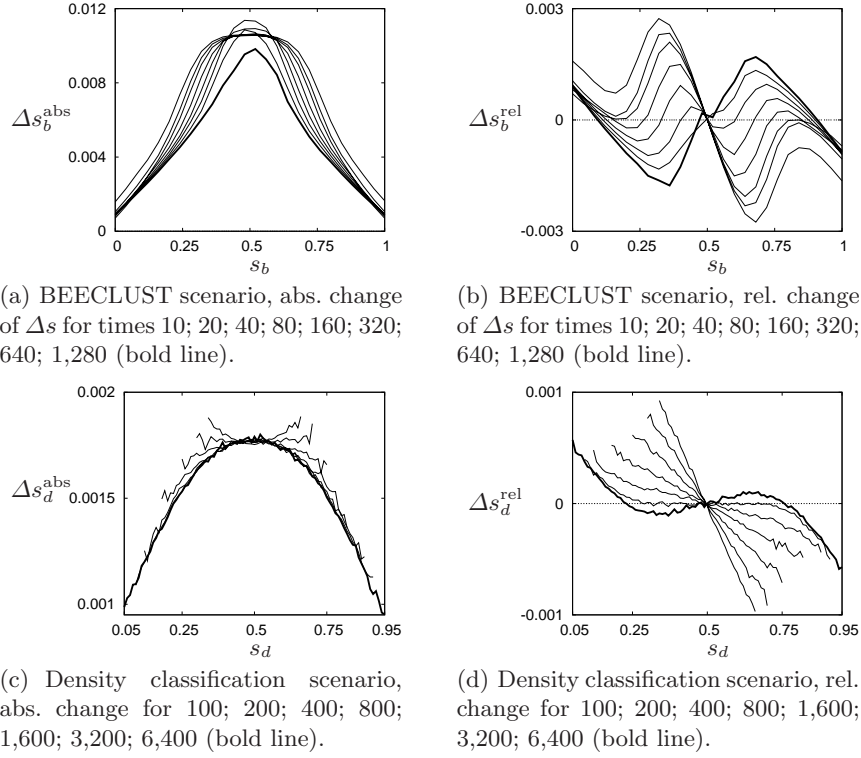 0.012
0.008
Δs_b^abs
0.004
0
0 0.25 0.5 0.75 1
s_b
(a) BEECLUST scenario, abs. change
of Δs for times 10; 20; 40; 80; 160; 320;
640; 1,280 (bold line).
0.003
Δs_b^rel
0
-0.003
0.00 0.25 0.50 0.75 1.00
s_b
(b) BEECLUST scenario, rel. change
of Δs for times 10; 20; 40; 80; 160; 320;
640; 1,280 (bold line).
0.002
Δs_d^abs
0.0015
0.001
0.05 0.25 0.5 0.75 0.95
s_d
(c) Density classification scenario,
abs. change for 100; 200; 400; 800;
1,600; 3,200; 6,400 (bold line).
0.001
Δs_d^rel
0
-0.001
0.05 0.25 0.50 0.75 0.95
s_d
(d) Density classification scenario, rel.
change for 100; 200; 400; 800; 1,600;
3,200; 6,400 (bold line).